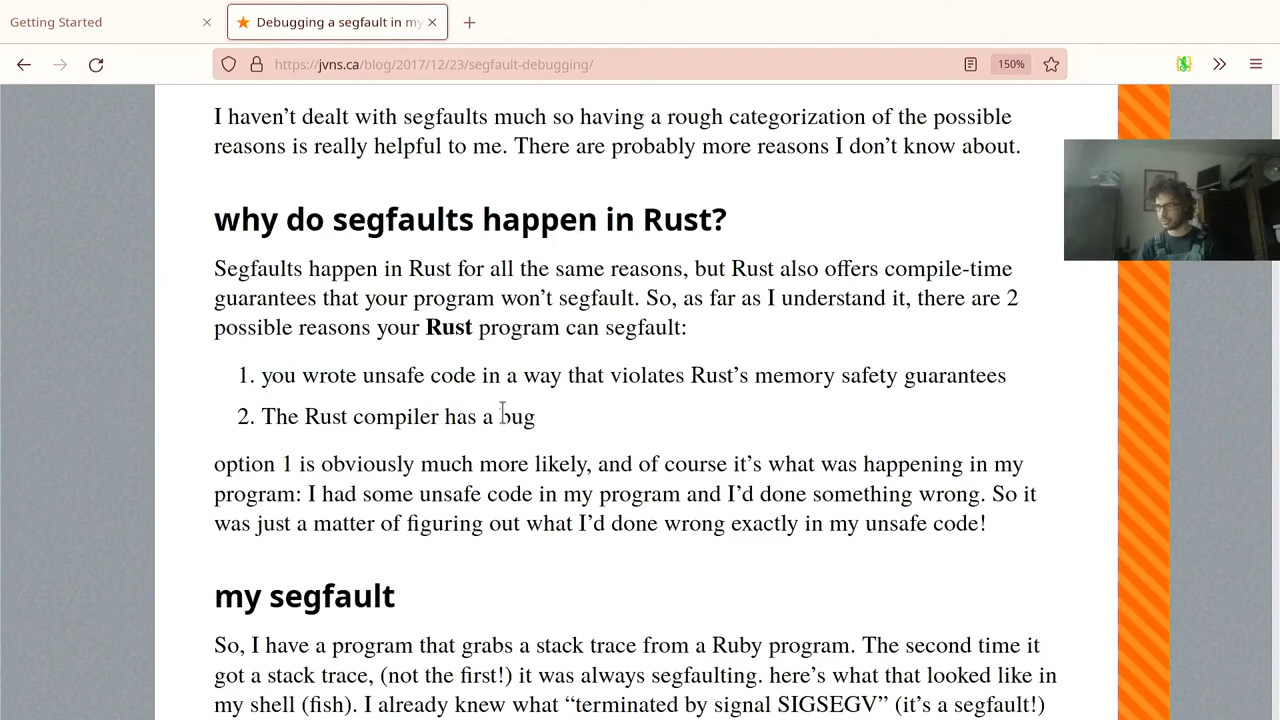 Getting Started
Debugging a segfault in my
https://jvns.ca/blog/2017/12/23/segfault-debugging/
150%
I haven’t dealt with segfaults much so having a rough categorization of the possible
reasons is really helpful to me. There are probably more reasons I don’t know about.
why do segfaults happen in Rust?
Segfaults happen in Rust for all the same reasons, but Rust also offers compile-time
guarantees that your program won’t segfault. So, as far as I understand it, there are 2
possible reasons your Rust program can segfault:
1. you wrote unsafe code in a way that violates Rust’s memory safety guarantees
2. The Rust compiler has a bug
option 1 is obviously much more likely, and of course it’s what was happening in my
program: I had some unsafe code in my program and I’d done something wrong. So it
was just a matter of figuring out what I’d done wrong exactly in my unsafe code!
my segfault
So, I have a program that grabs a stack trace from a Ruby program. The second time it
got a stack trace, (not the first!) it was always segfaulting. here’s what that looked like in
my shell (fish). I already knew what “terminated by signal SIGSEGV” (it’s a segfault!)